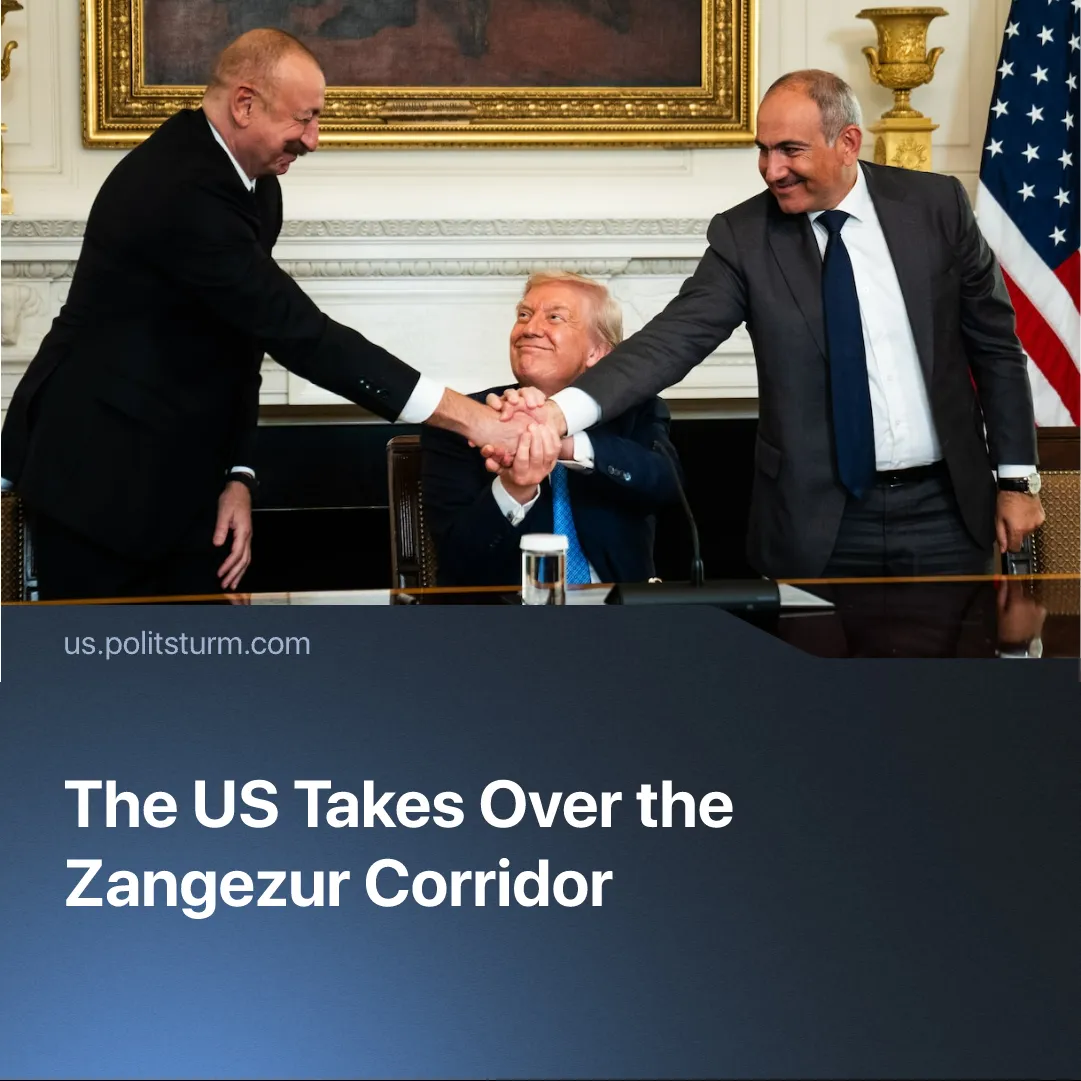 us.politsturm.com
The US Takes Over the
Zangezur Corridor